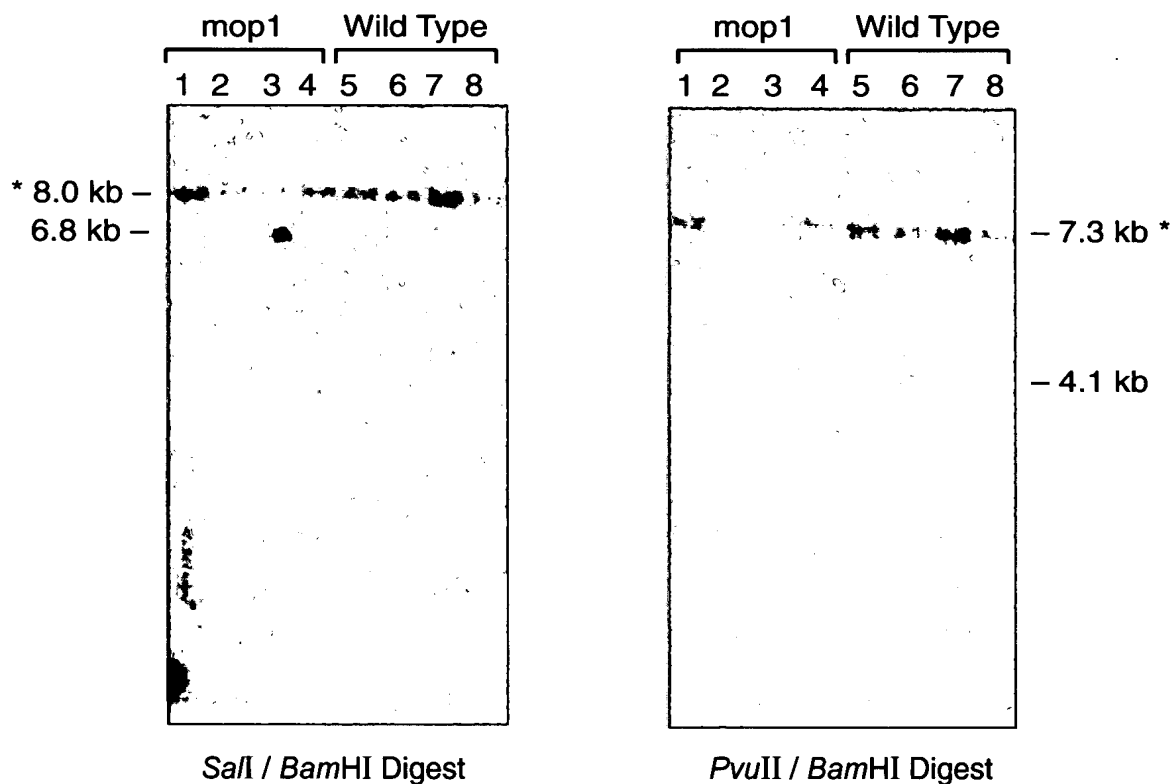 mop1 Wild Type
1 2 3 4 5 6 7 8
* 8.0 kb –
6.8 kb –
SalI / BamHI Digest
mop1 Wild Type
1 2 3 4 5 6 7 8
– 7.3 kb *
– 4.1 kb
PvuII / BamHI Digest